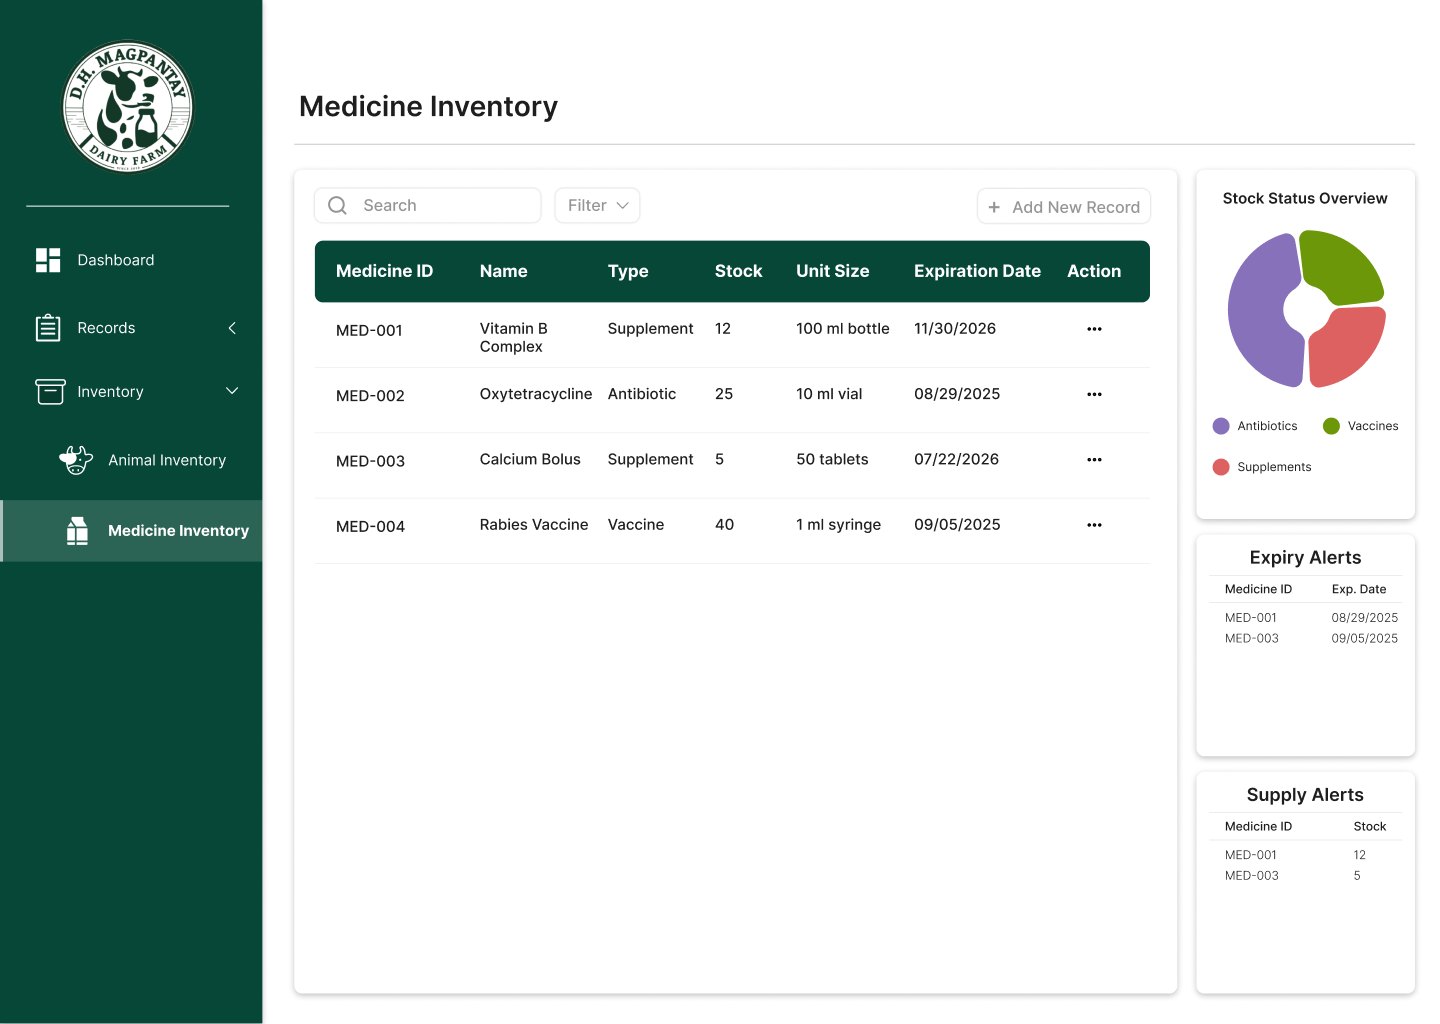 D.H. MAGPANTAY
DAIRY FARM
Dashboard
Records
Inventory
Animal Inventory
Medicine Inventory
Medicine Inventory
Search
Filter
+ Add New Record
Medicine ID Name Type Stock Unit Size Expiration Date Action
MED-001 Vitamin B Complex Supplement 12 100 ml bottle 11/30/2026 •••
MED-002 Oxytetracycline Antibiotic 25 10 ml vial 08/29/2025 •••
MED-003 Calcium Bolus Supplement 5 50 tablets 07/22/2026 •••
MED-004 Rabies Vaccine Vaccine 40 1 ml syringe 09/05/2025 •••
Stock Status Overview
Antibiotics Vaccines
Supplements
Expiry Alerts
Medicine ID Exp. Date
MED-001 08/29/2025
MED-003 09/05/2025
Supply Alerts
Medicine ID Stock
MED-001 12
MED-003 5